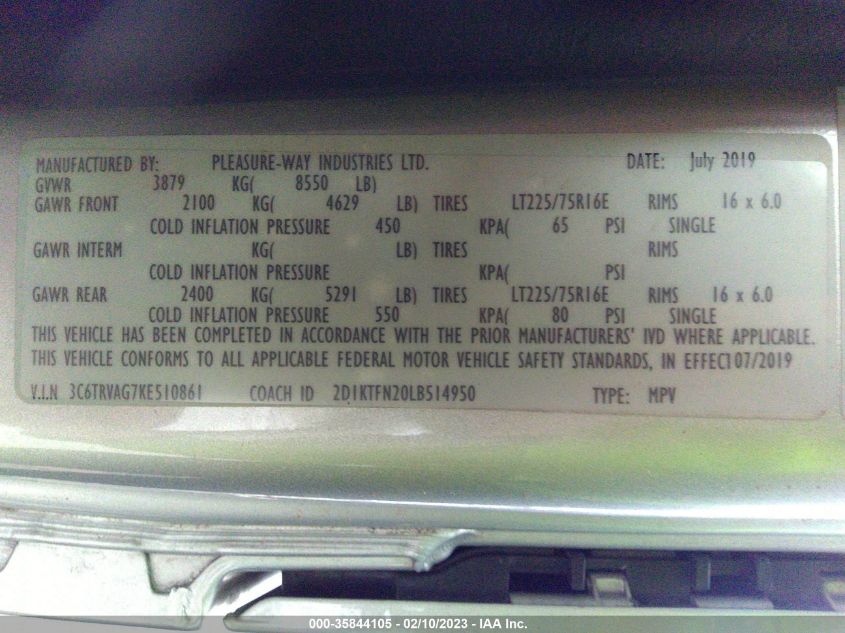 MANUFACTURED BY: PLEASURE-WAY INDUSTRIES LTD. DATE: July 2019
GVWR 3879 KG( 8550 LB)
GAWR FRONT 2100 KG( 4629 LB) TIRES LT225/75R16E RIMS 16 x 6.0
COLD INFLATION PRESSURE 450 KPA( 65 PSI SINGLE
GAWR INTERM KG( LB) TIRES RIMS
COLD INFLATION PRESSURE KPA( PSI
GAWR REAR 2400 KG( 5291 LB) TIRES LT225/75R16E RIMS 16 x 6.0
COLD INFLATION PRESSURE 550 KPA( 80 PSI SINGLE
THIS VEHICLE HAS BEEN COMPLETED IN ACCORDANCE WITH THE PRIOR MANUFACTURERS' IVD WHERE APPLICABLE.
THIS VEHICLE CONFORMS TO ALL APPLICABLE FEDERAL MOTOR VEHICLE SAFETY STANDARDS, IN EFFECT 07/2019
V.I.N 3C6TRVAG7KE510861 COACH ID 2D1KTFN20LB514950 TYPE: MPV
000-35844105 - 02/10/2023 - IAA Inc.